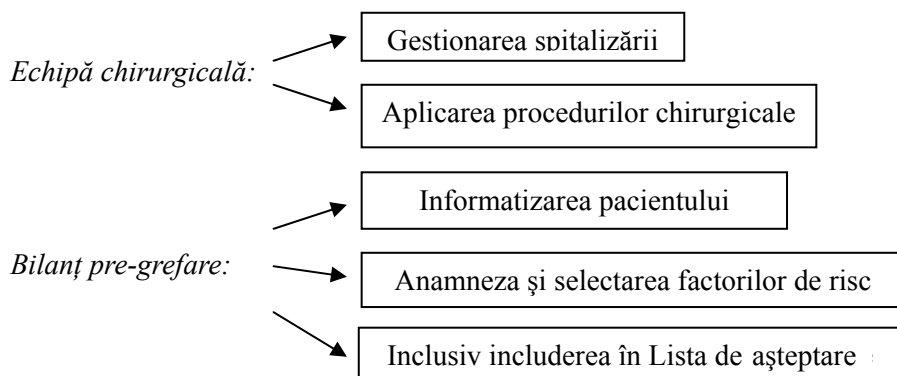 Gestionarea spitalizării
Echipă chirurgicală:
Aplicarea procedurilor chirurgicale
Informatizarea pacientului
Bilanț pre-grefare:
Anamneza şi selectarea factorilor de risc
Inclusiv includerea în Lista de aşteptare